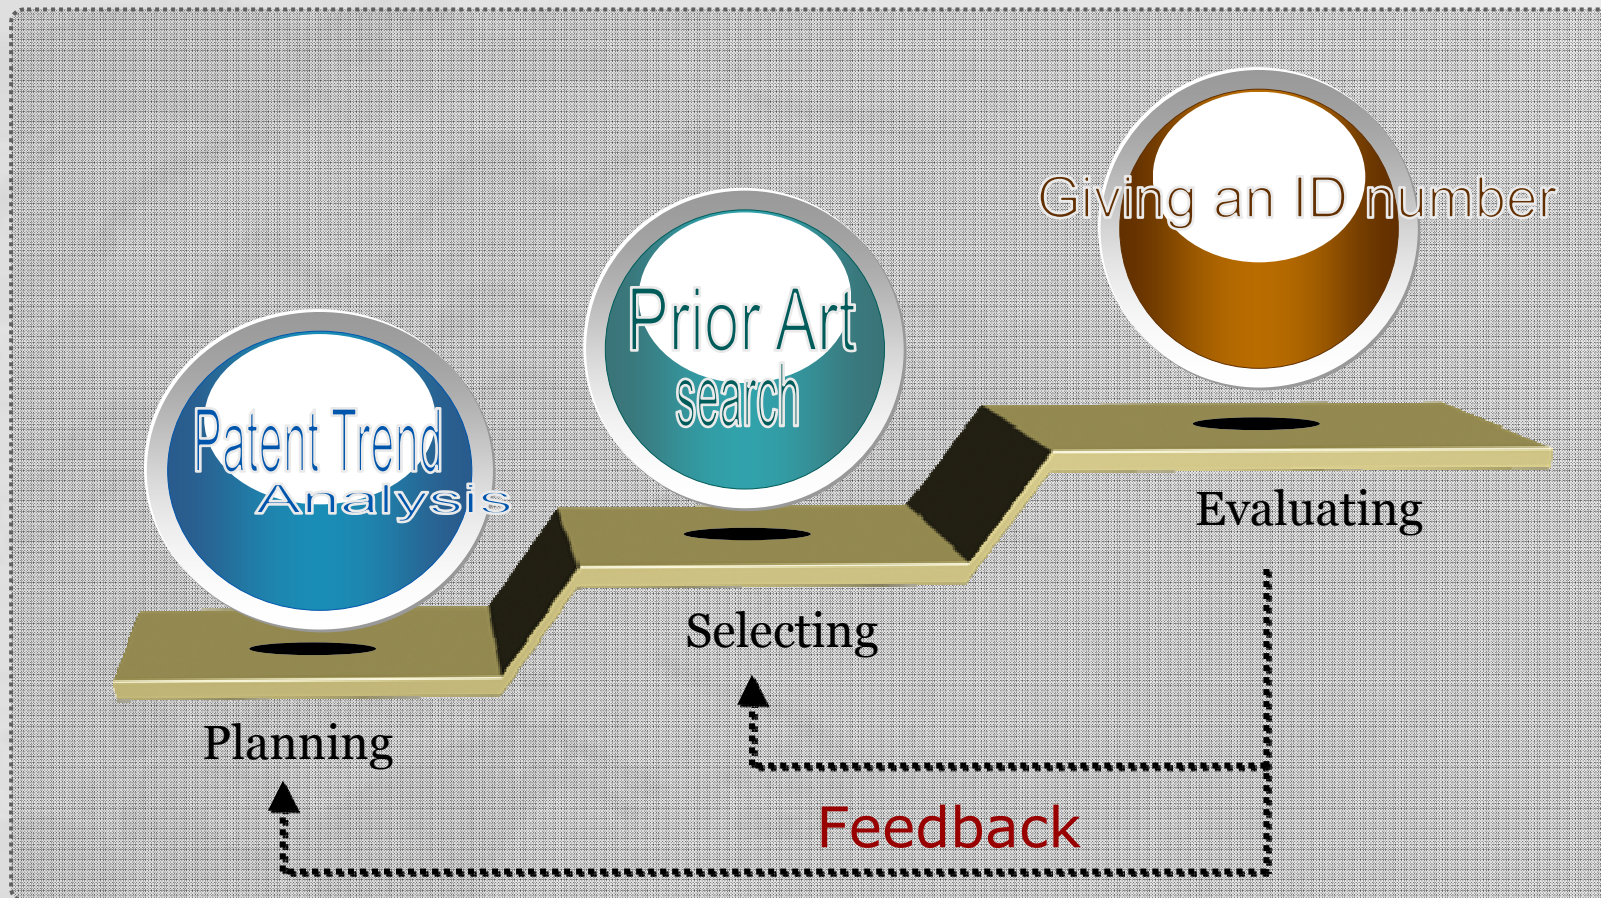 Giving an ID number
Prior Art
search
Patent Trend
Analysis
Evaluating
Selecting
Planning
Feedback